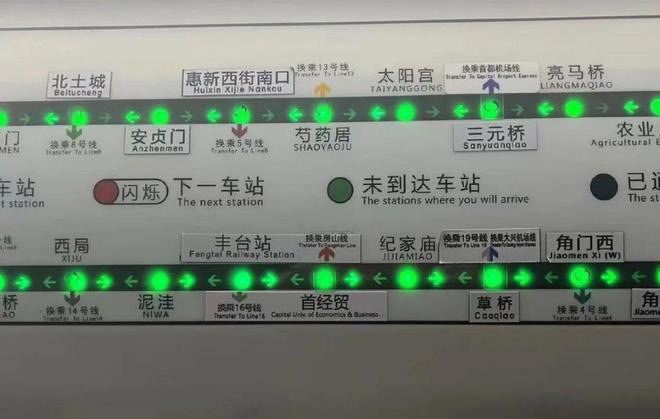 北土城
Beitucheng
换乘8号线
Transfer To Line8
安贞门
Anzhenmen
惠新西街南口
Huixin Xijie Nankou
换乘5号线
Transfer To Line5
换乘13号线
Transfer To Line13
芍药居
SHAOYAOJU
太阳宫
TAIYANGGONG
换乘首都机场线
Transfer To Capital Airport Express
三元桥
Sanyuanqiao
亮马桥
LIANGMAQIAO
农业
Agricultural E
门
MEN
车站
station
闪烁
下一车站
The next station
未到达车站
The stations where you will arrive
已通
The st
西局
XIJU
换乘14号线
Transfer To Line14
泥洼
NIWA
丰台站
Fengtai Railway Station
换乘16号线
Transfer To Line16
换乘房山线
Transfer To Fangshan Line
首经贸
Capital Univ. of Economics & Business
纪家庙
JIJIAMIAO
换乘19号线 换乘大兴机场线
草桥
Caoqiao
角门西
Jiaomen Xi (W)
换乘4号线
Transfer To Line4
桥
角
Jiaome